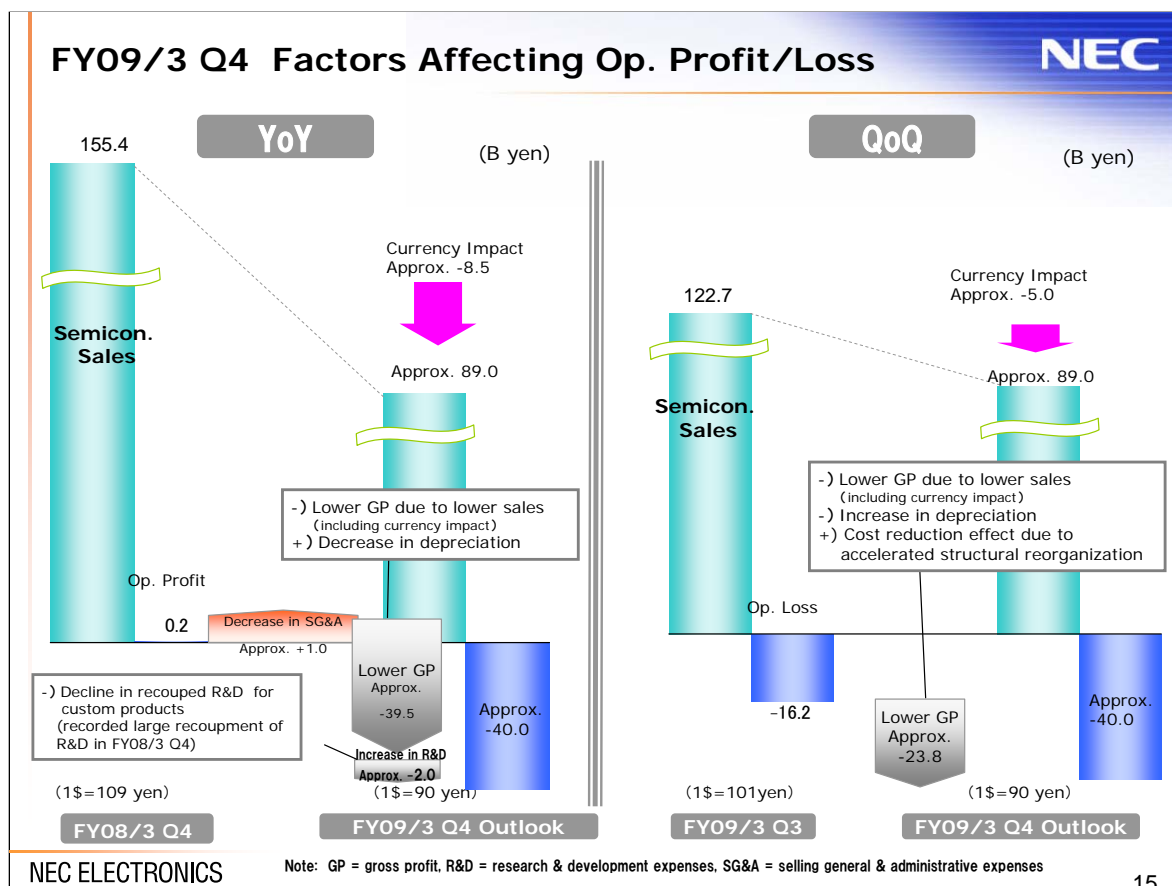 FY09/3 Q4  Factors Affecting Op. Profit/Loss
NEC
YoY
(B yen)
155.4
Currency Impact
Approx. -8.5
Semicon.
Sales
Approx. 89.0
-) Lower GP due to lower sales
(including currency impact)
+) Decrease in depreciation
Op. Profit
0.2
Decrease in SG&A
Approx. +1.0
Lower GP
Approx.
-39.5
-) Decline in recouped R&D for
custom products
(recorded large recoupment of
R&D in FY08/3 Q4)
Increase in R&D
Approx. -2.0
Approx.
-40.0
(1$=109 yen)
(1$=90 yen)
FY08/3 Q4
FY09/3 Q4 Outlook
QoQ
(B yen)
122.7
Currency Impact
Approx. -5.0
Approx. 89.0
Semicon.
Sales
-) Lower GP due to lower sales
(including currency impact)
-) Increase in depreciation
+) Cost reduction effect due to
accelerated structural reorganization
Op. Loss
-16.2
Lower GP
Approx.
-23.8
Approx.
-40.0
(1$=101yen)
(1$=90 yen)
FY09/3 Q3
FY09/3 Q4 Outlook
NEC ELECTRONICS
Note: GP = gross profit, R&D = research & development expenses, SG&A = selling general & administrative expenses
15